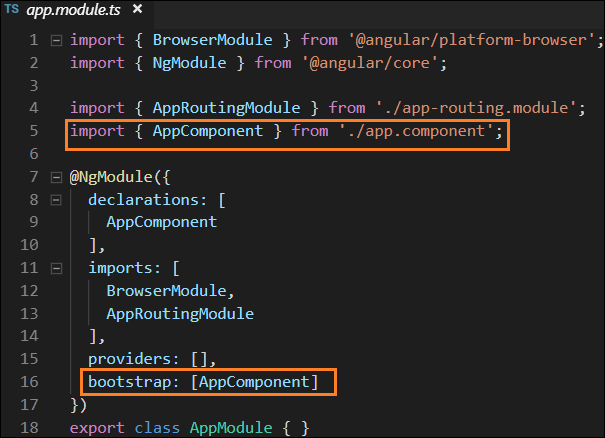 TS app.module.ts ×
1 import { BrowserModule } from '@angular/platform-browser';
2 import { NgModule } from '@angular/core';
3
4 import { AppRoutingModule } from './app-routing.module';
5 import { AppComponent } from './app.component';
6
7 @NgModule({
8   declarations: [
9     AppComponent
10   ],
11   imports: [
12     BrowserModule,
13     AppRoutingModule
14   ],
15   providers: [],
16   bootstrap: [AppComponent]
17 })
18 export class AppModule { }